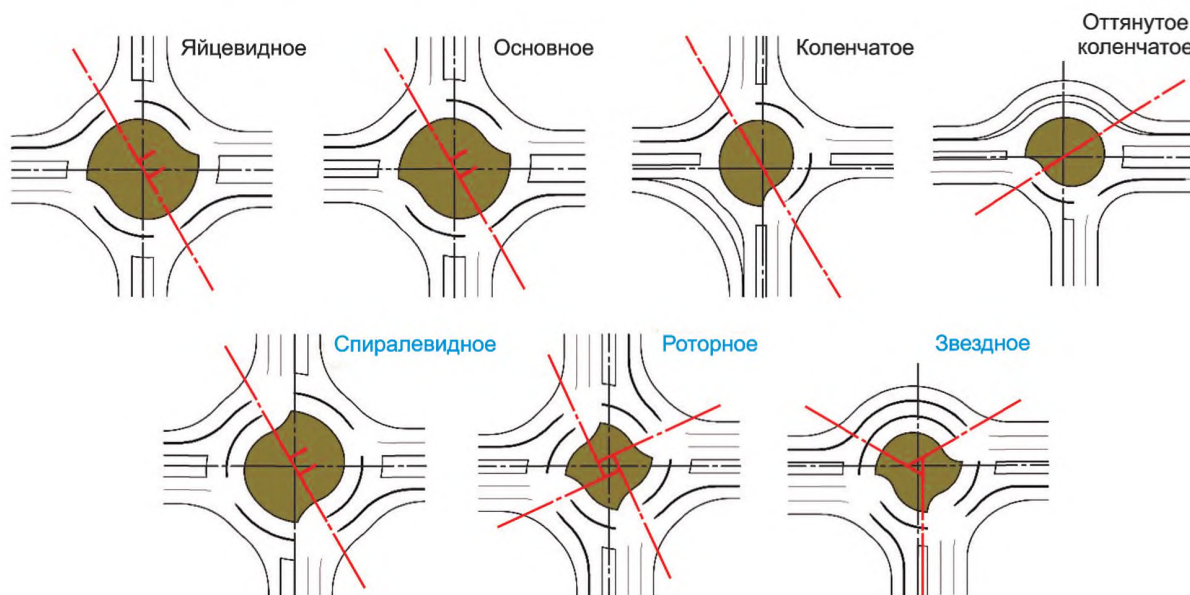 Яйцевидное
Основное
Коленчатое
Оттянутое
коленчатое
Спиралевидное
Роторное
Звездное